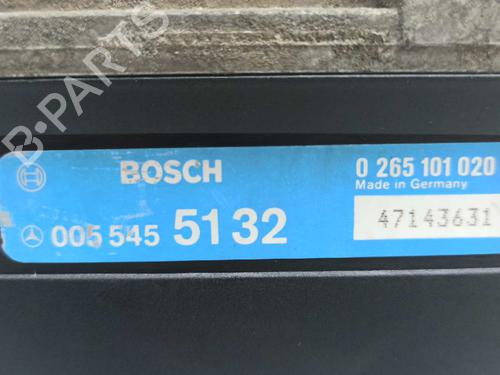 B-PARTS
BOSCH
0 265 101 020
Made in Germany
005 545 51 32
47143631